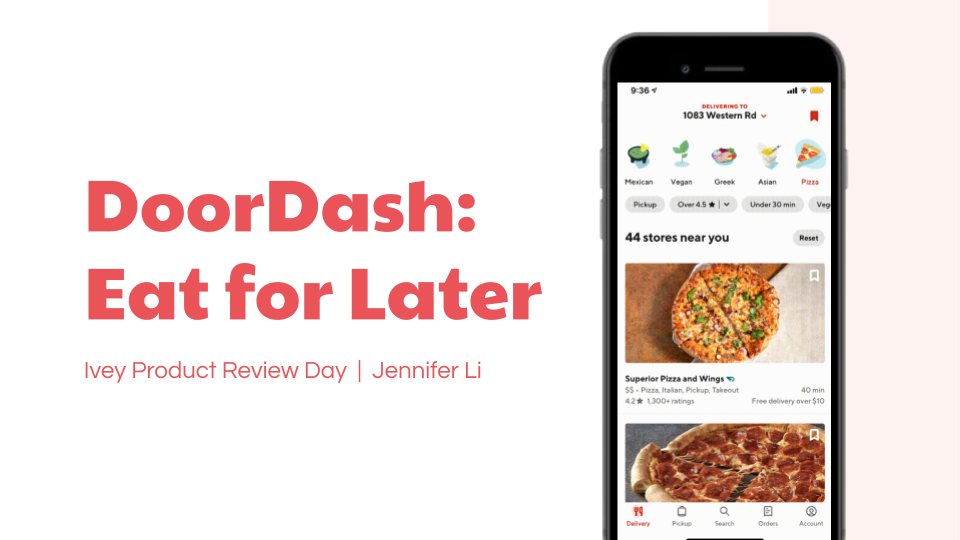 DoorDash:
Eat for Later
Ivey Product Review Day | Jennifer Li
9:36
DELIVERING TO
1083 Western Rd
Mexican Vegan Greek Asian Pizza
Pickup Over 4.5 ★ Under 30 min Veg
44 stores near you Reset
Superior Pizza and Wings
$$ • Pizza, Italian, Pickup, Takeout 40 min
4.2 ★ 1,300+ ratings Free delivery over $10
Delivery Pickup Search Orders Account